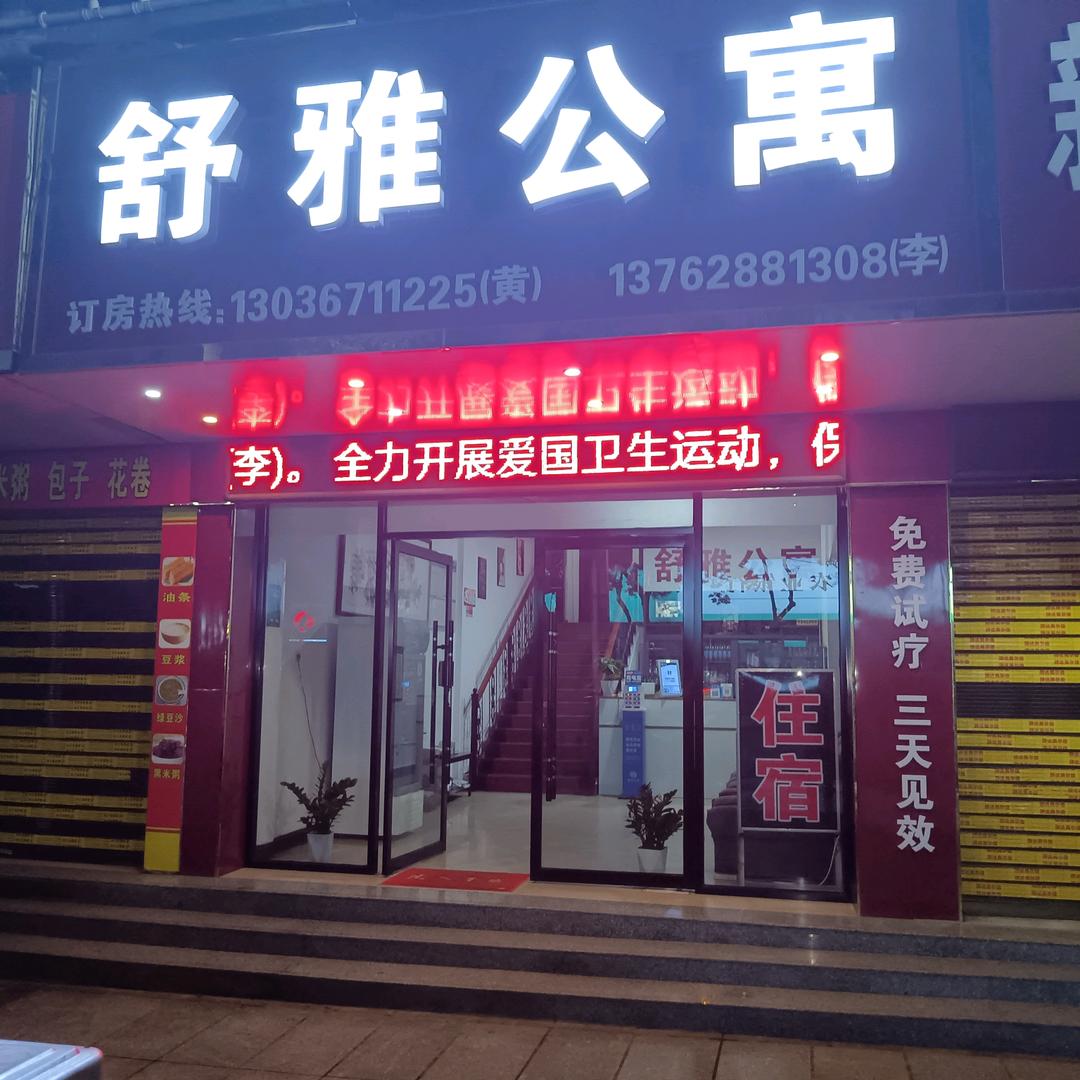 舒雅公寓
订房热线:13036711225(黄) 13762881308(李)
李)。全力开展爱国卫生运动，
米粥 包子 花卷
油条
豆浆
绿豆沙
黑米粥
舒雅公寓
住宿
免费试疗 三天见效